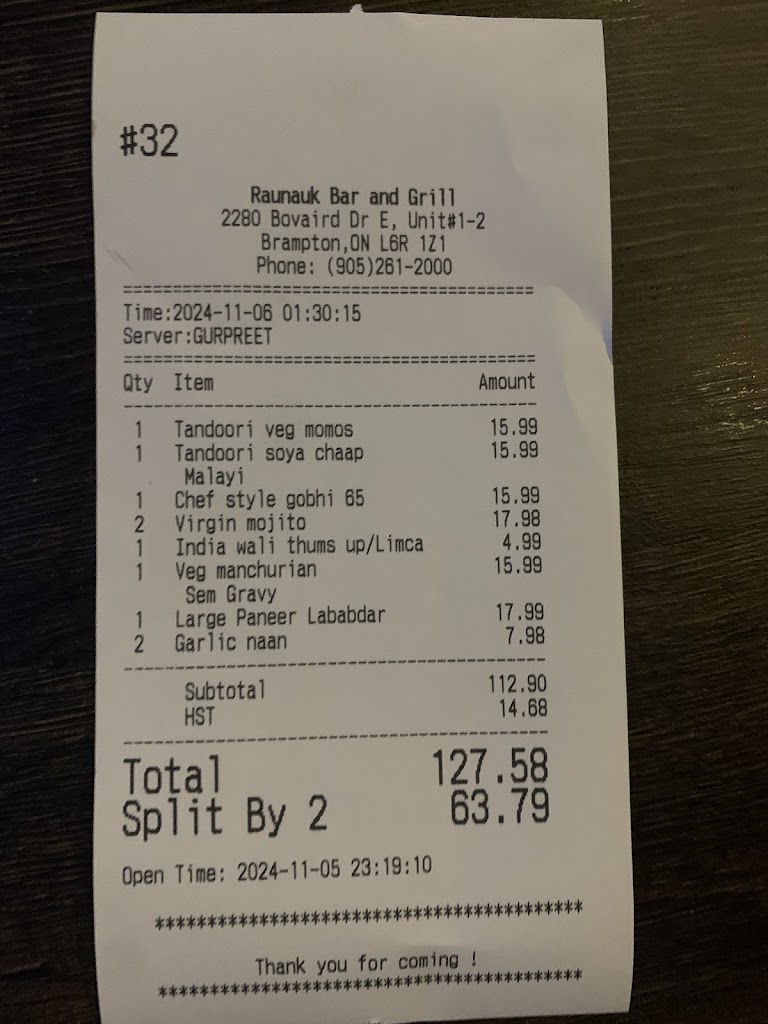 #32
Raunauk Bar and Grill
2280 Bovaird Dr E, Unit#1-2
Brampton,ON L6R 1Z1
Phone: (905)261-2000
=========================================
Time:2024-11-06 01:30:15
Server:GURPREET
=========================================
Qty Item Amount
-----------------------------------------
1 Tandoori veg momos 15.99
1 Tandoori soya chaap 15.99
Malayi
1 Chef style gobhi 65 15.99
2 Virgin mojito 17.98
1 India wali thums up/Limca 4.99
1 Veg manchurian 15.99
Sem Gravy
1 Large Paneer Lababdar 17.99
2 Garlic naan 7.98
-----------------------------------------
Subtotal 112.90
HST 14.68
-----------------------------------------
Total 127.58
Split By 2 63.79
Open Time: 2024-11-05 23:19:10
*****************************************
Thank you for coming !
*****************************************